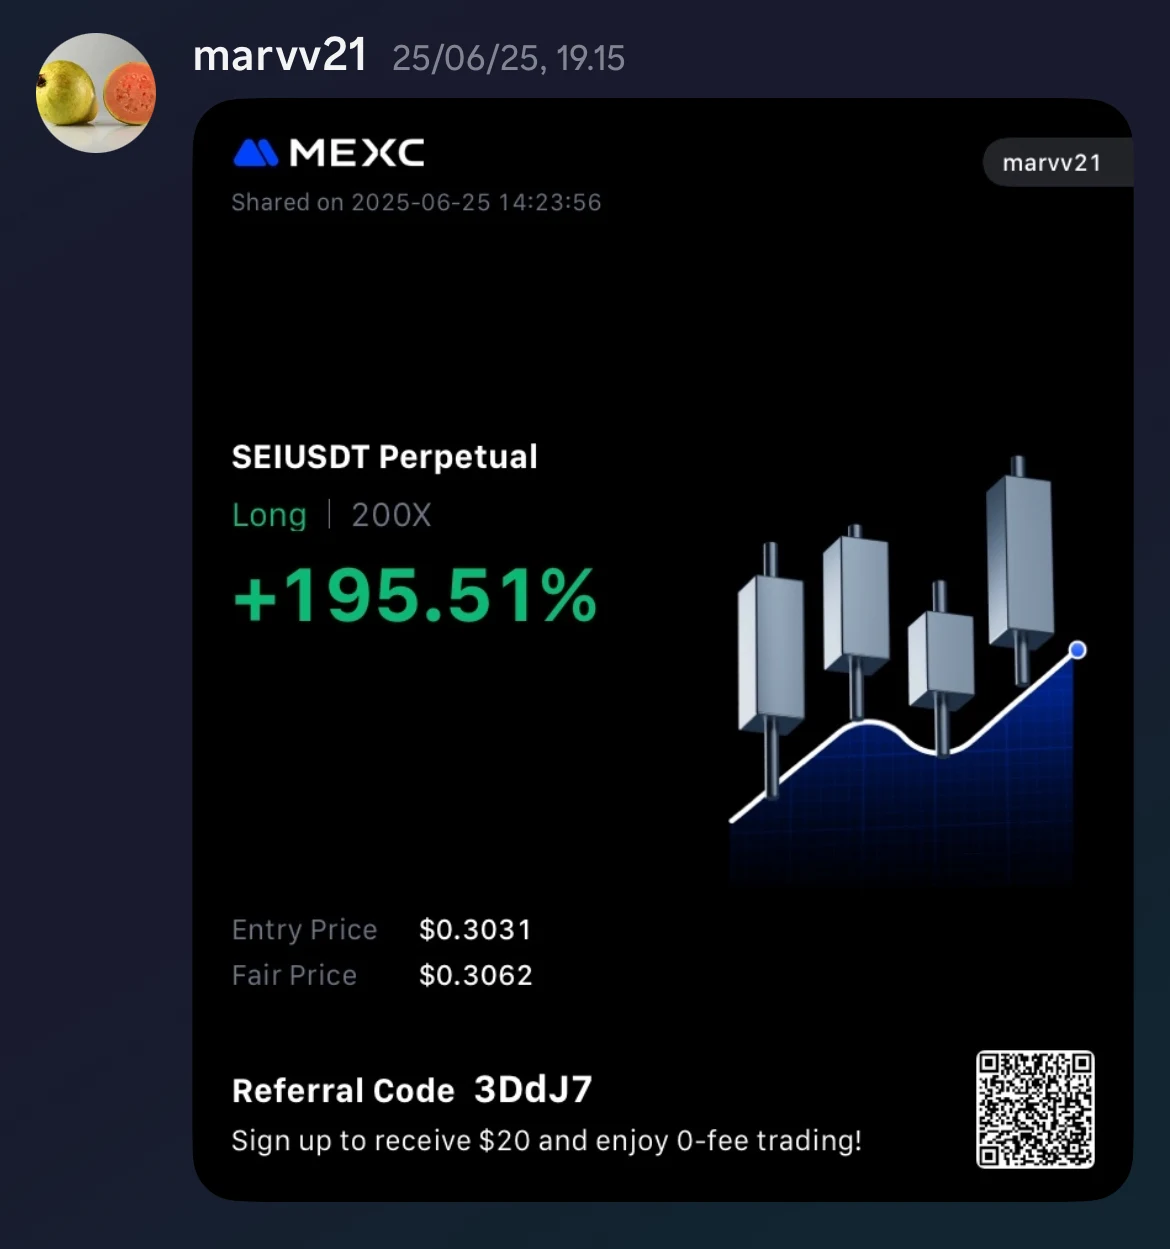 marvv21 25/06/25, 19.15
MEXC
marvv21
Shared on 2025-06-25 14:23:56
SEIUSDT Perpetual
Long | 200X
+195.51%
Entry Price $0.3031
Fair Price $0.3062
Referral Code 3DdJ7
Sign up to receive $20 and enjoy 0-fee trading!